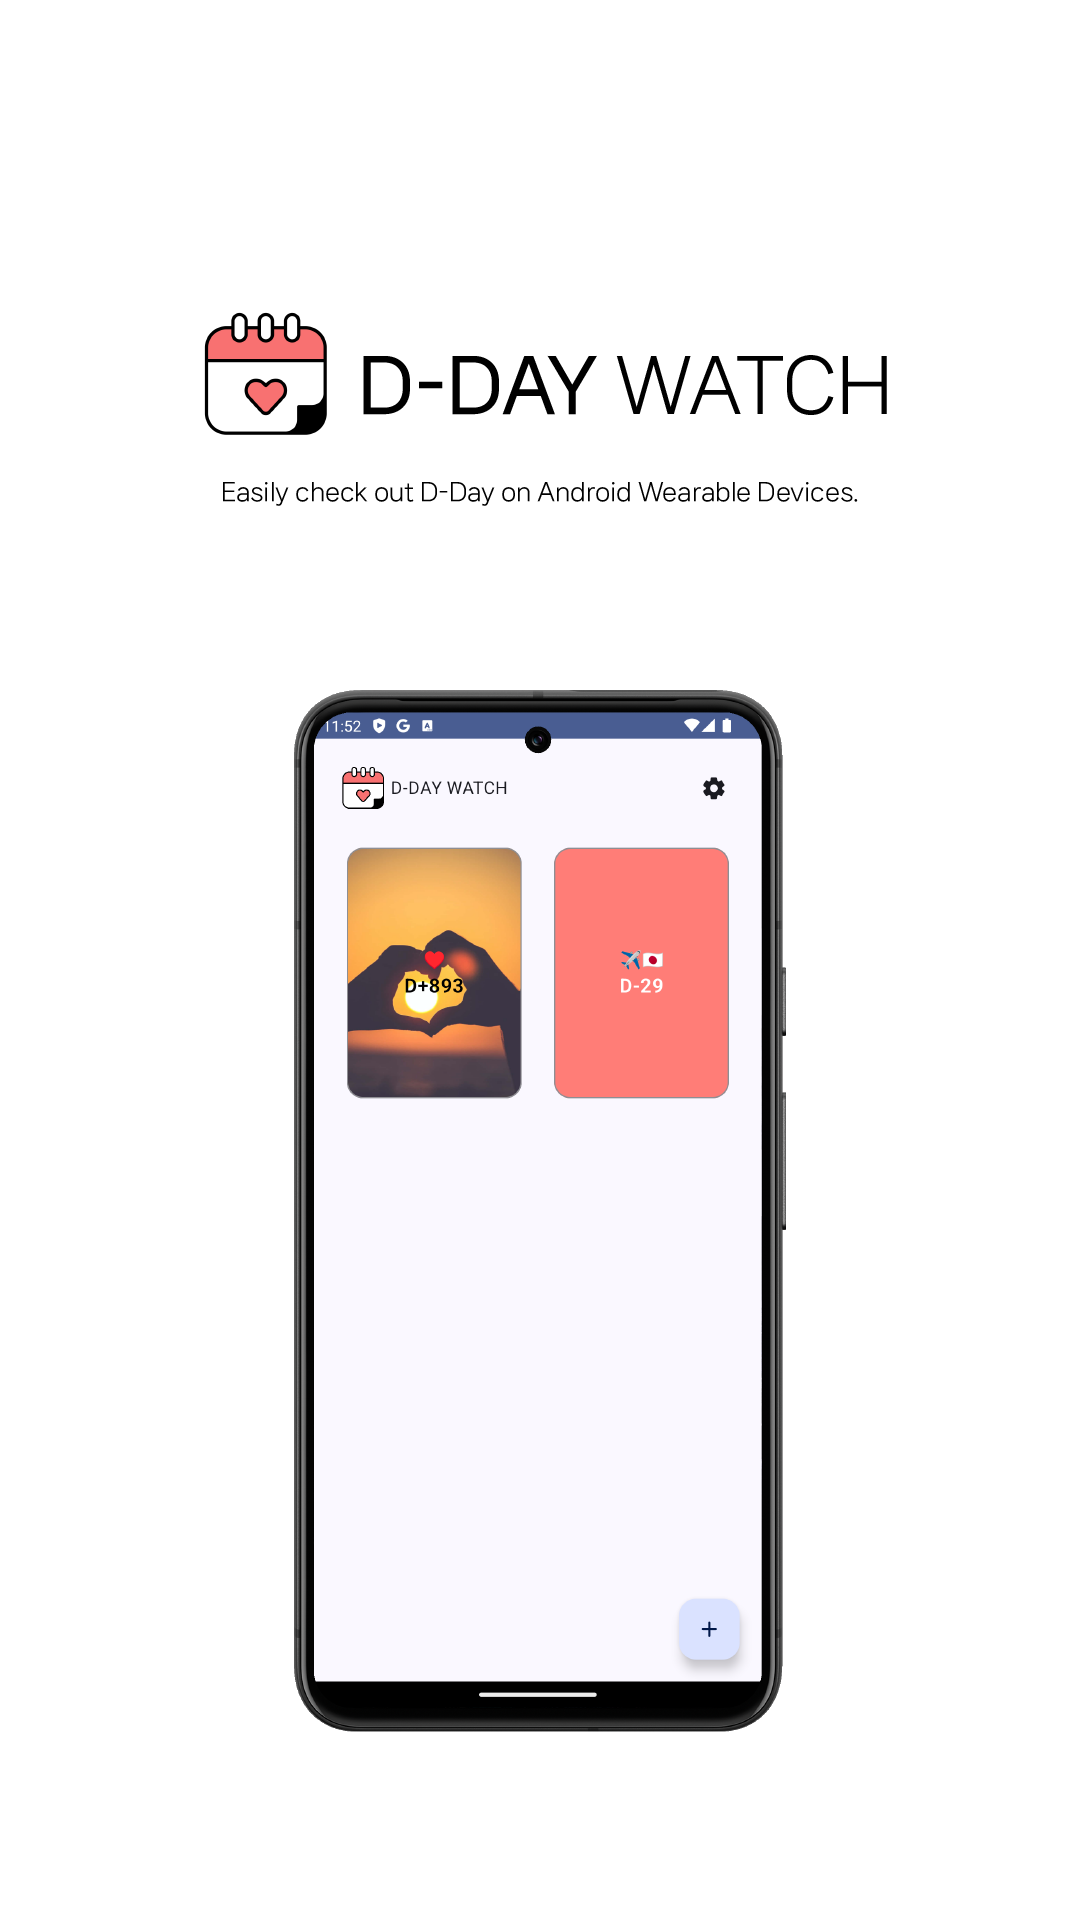 D-DAY WATCH
Easily check out D-Day on Android Wearable Devices.
11:52
D-DAY WATCH
❤️
D+893
✈️🇯🇵
D-29
+